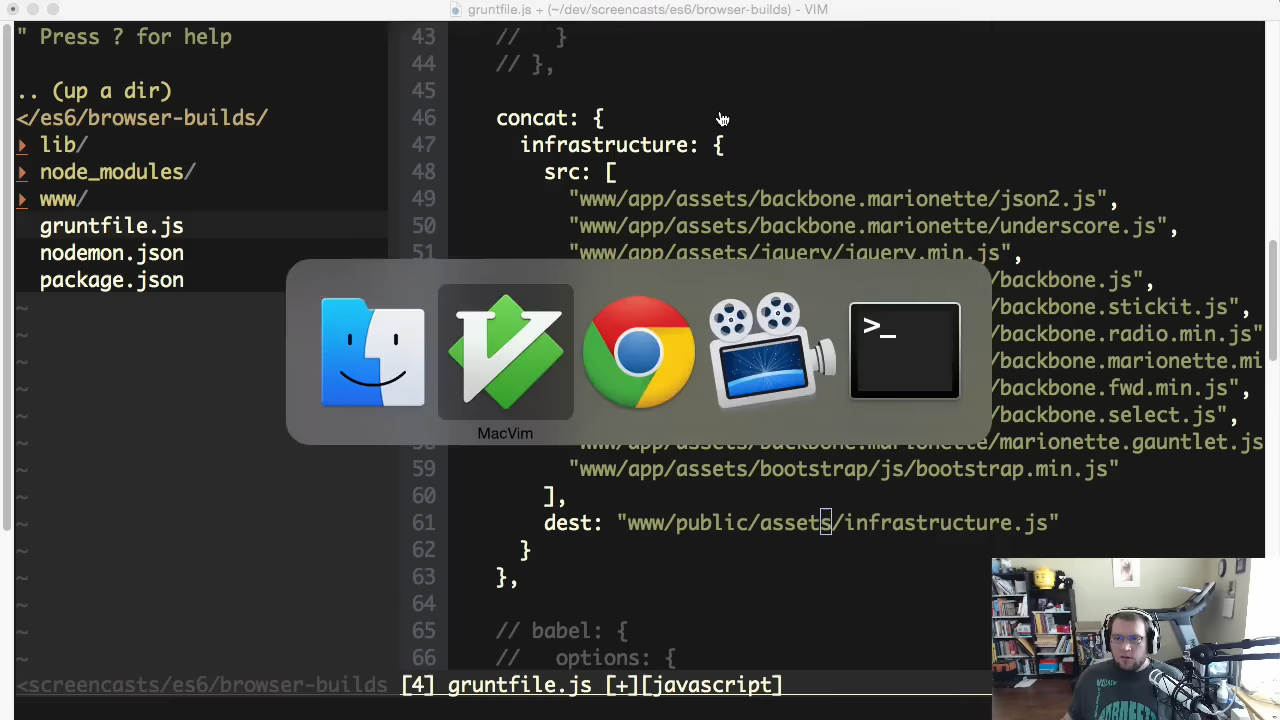 gruntfile.js + (~/dev/screencasts/es6/browser-builds) - VIM
" Press ? for help
.. (up a dir)
</es6/browser-builds/
lib/
node_modules/
www/
gruntfile.js
nodemon.json
package.json
~
~
~
~
~
~
~
~
~
~
~
~
~
~
<screencasts/es6/browser-builds
43 //   }
44 // },
45
46 concat: {
47 infrastructure: {
48 src: [
49 "www/app/assets/backbone.marionette/json2.js",
50 "www/app/assets/backbone.marionette/underscore.js",
51 "www/app/assets/jquery/jquery.min.js",
/backbone.js",
/backbone.stickit.js",
/backbone.radio.min.js"
/backbone.marionette.mi
/backbone.fwd.min.js",
/backbone.select.js",
/marionette.gauntlet.js
59 "www/app/assets/bootstrap/js/bootstrap.min.js"
60 ],
61 dest: "www/public/assets/infrastructure.js"
62 }
63 },
64
65 // babel: {
66 //   options: {
[4] gruntfile.js [+][javascript]
>_
MacVim